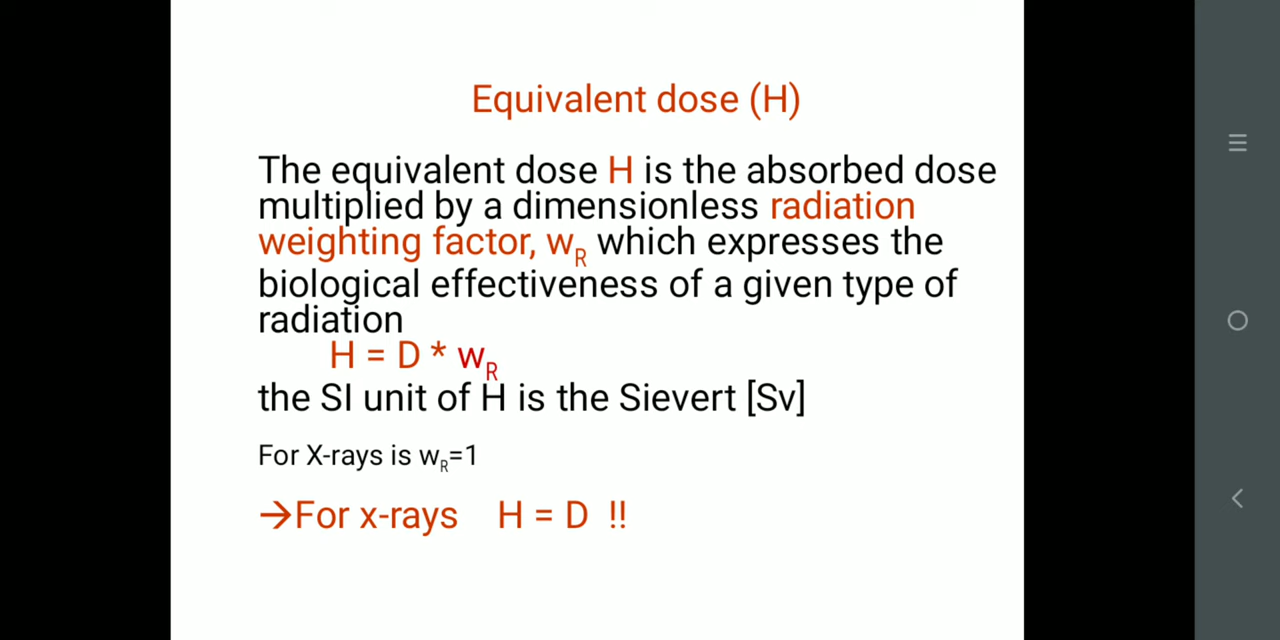 Equivalent dose (H)
The equivalent dose H is the absorbed dose
multiplied by a dimensionless radiation
weighting factor, wR which expresses the
biological effectiveness of a given type of
radiation
H = D * wR
the SI unit of H is the Sievert [Sv]
For X-rays is wR=1
→For x-rays H = D !!